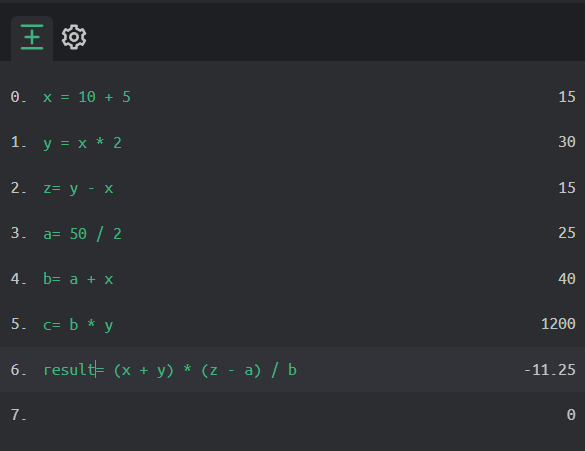 0. x = 10 + 5 15
1. y = x * 2 30
2. z= y - x 15
3. a= 50 / 2 25
4. b= a + x 40
5. c= b * y 1200
6. result= (x + y) * (z - a) / b -11.25
7. 0